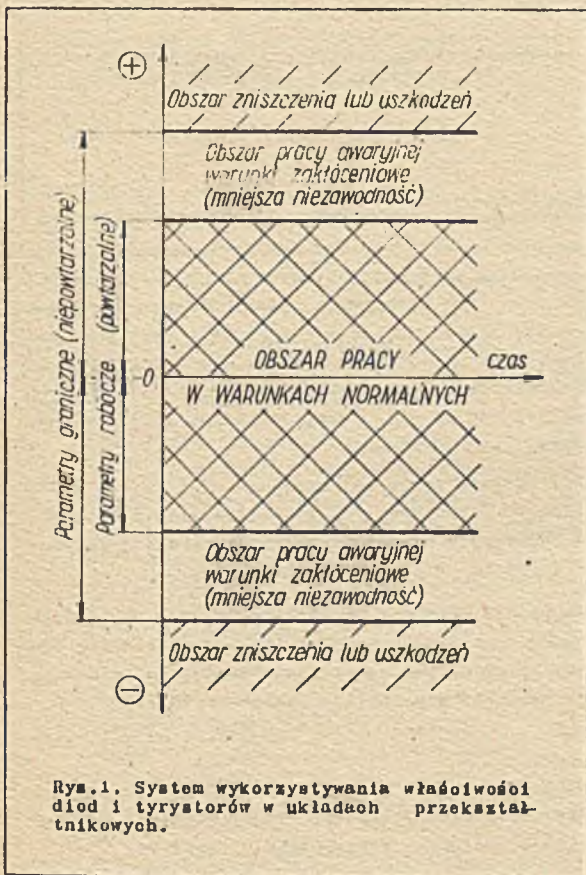 +
Obszar zniszczenia lub uszkodzeń
Obszar pracy awaryjnej
warunki zakłóceniowe
(mniejsza niezawodność)
Parametry graniczne (niepowtarzalne)
Parametry robocze (powtarzalne)
OBSZAR PRACY
czas
-0
W WARUNKACH NORMALNYCH
Obszar pracy awaryjnej
warunki zakłóceniowe
(mniejsza niezawodność)
Obszar zniszczenia lub uszkodzeń
-
Rys.1. System wykorzystywania właściwości
diod i tyrystorów w układach przekształ-
tnikowych.